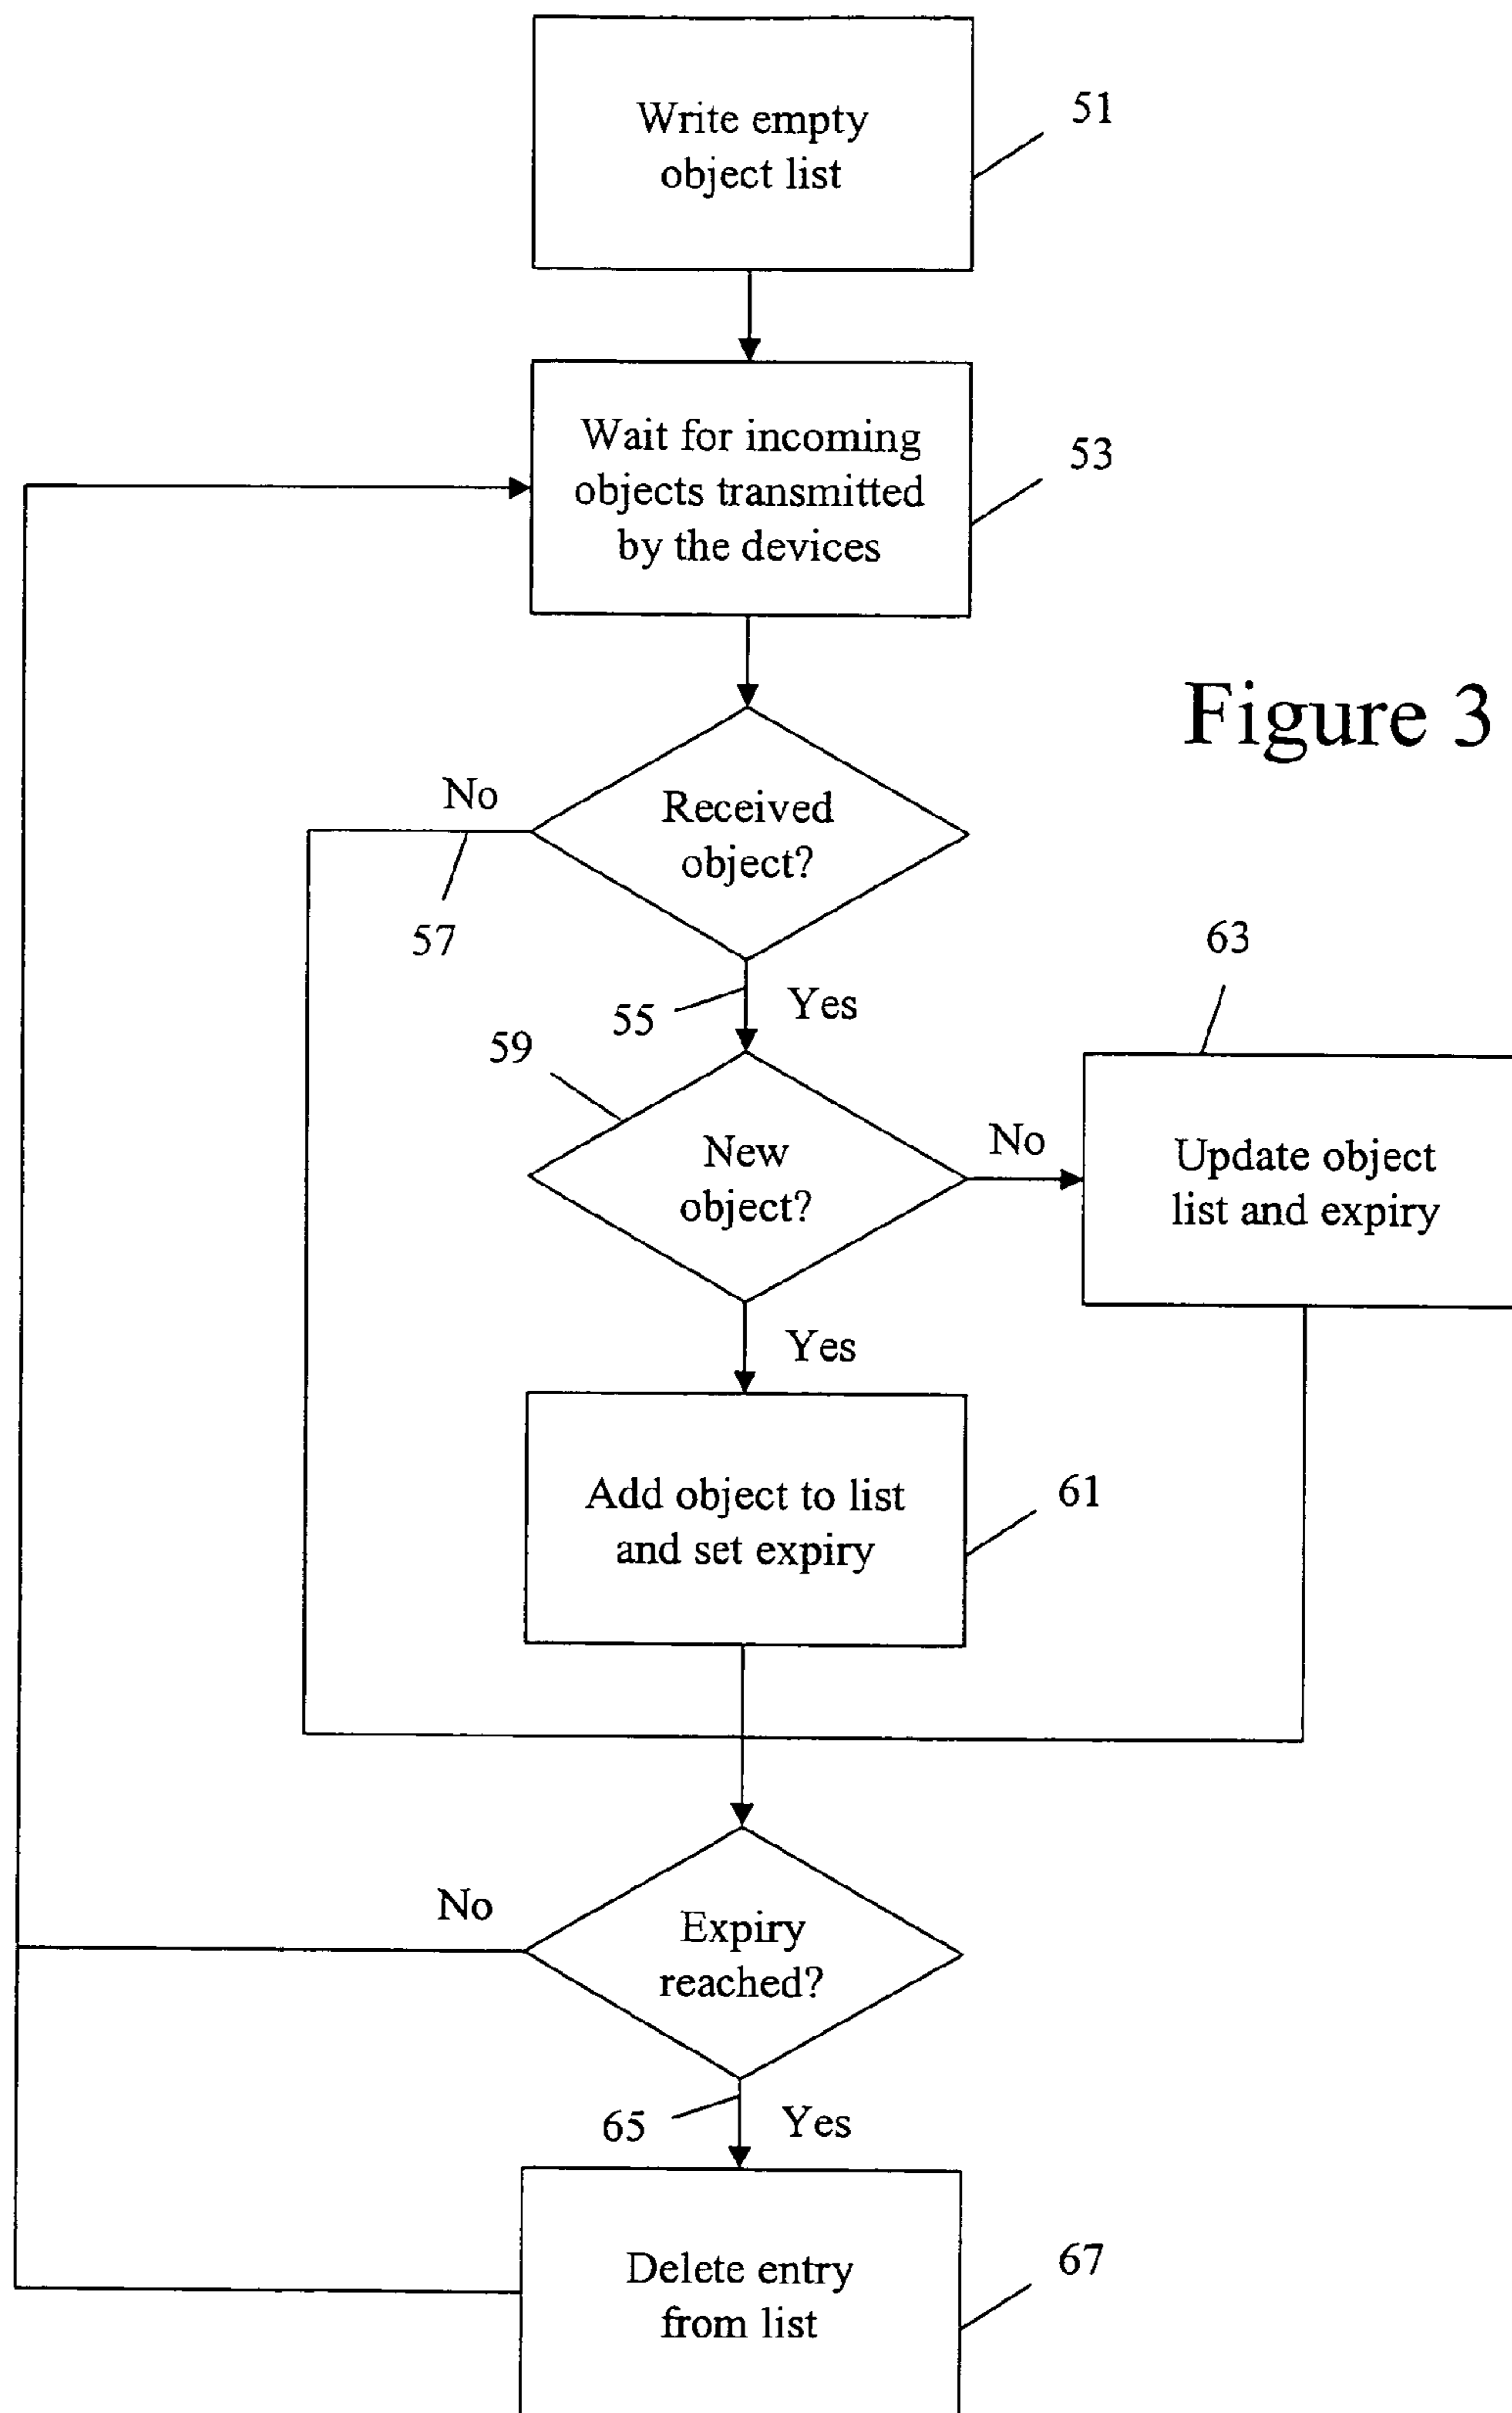 Write empty
object list
51
Wait for incoming
objects transmitted
by the devices
53
Figure 3
No
Received
object?
57
55
Yes
59
New
object?
No
63
Update object
list and expiry
Yes
Add object to list
and set expiry
61
No
Expiry
reached?
65
Yes
Delete entry
from list
67